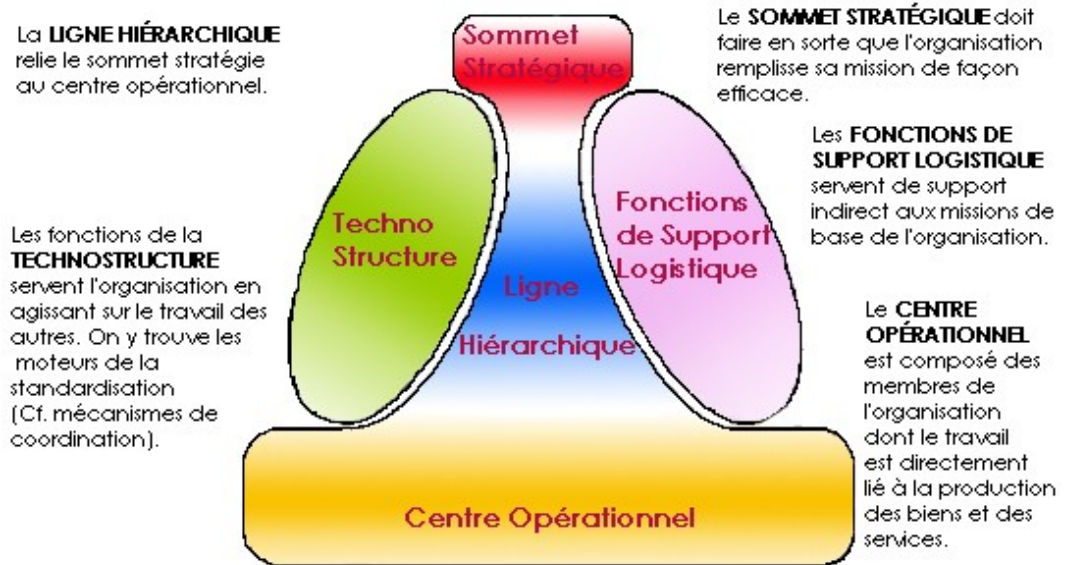 La LIGNE HIÉRARCHIQUE
relie le sommet stratégie
au centre opérationnel.
Sommet
Stratégique
Le SOMMET STRATÉGIQUE doit
faire en sorte que l'organisation
remplisse sa mission de façon
efficace.
Les FONCTIONS DE
SUPPORT LOGISTIQUE
servent de support
indirect aux missions de
base de l'organisation.
Techno
Structure
Fonctions
de Support
Logistique
Les fonctions de la
TECHNOSTRUCTURE
servent l'organisation en
agissant sur le travail des
autres. On y trouve les
moteurs de la
standardisation
(Cf. mécanismes de
coordination).
Ligne
Hiérarchique
Le CENTRE
OPÉRATIONNEL
est composé des
membres de
l'organisation
dont le travail
est directement
lié à la production
des biens et des
services.
Centre Opérationnel